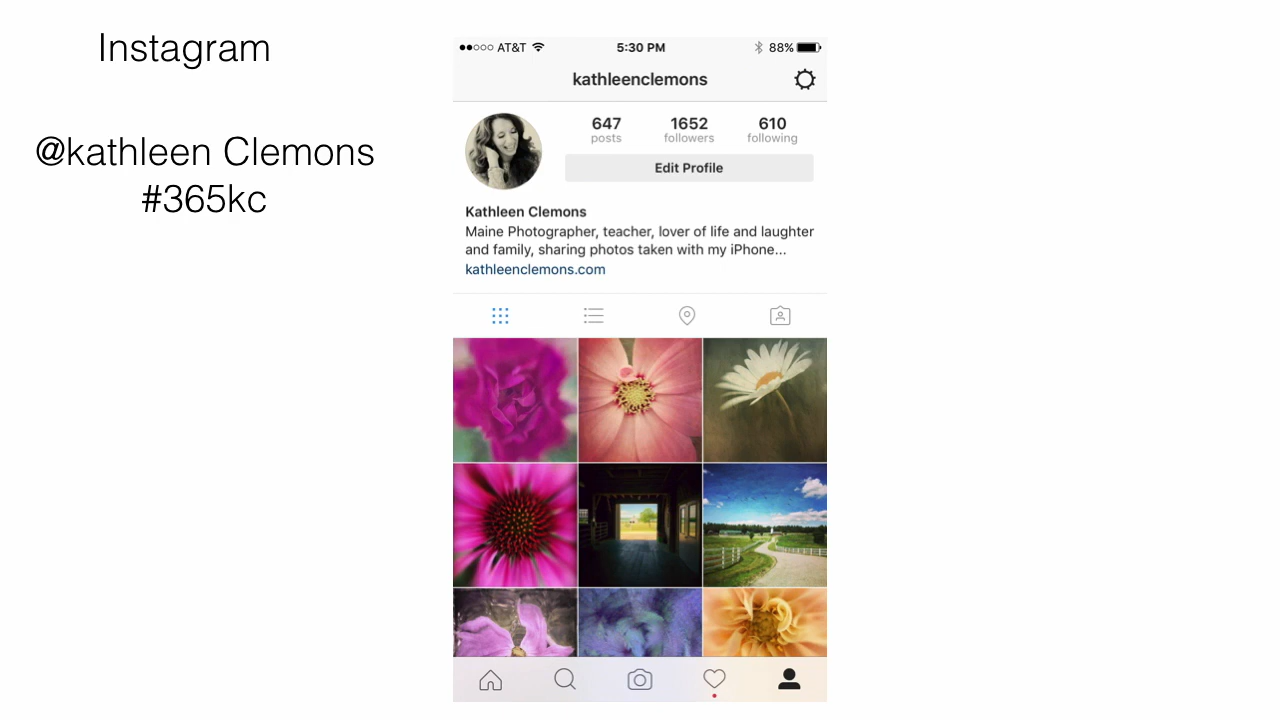 Instagram
@kathleen Clemons
#365kc
AT&T 5:30 PM 88%
kathleenclemons
647 1652 610
posts followers following
Edit Profile
Kathleen Clemons
Maine Photographer, teacher, lover of life and laughter
and family, sharing photos taken with my iPhone...
kathleenclemons.com